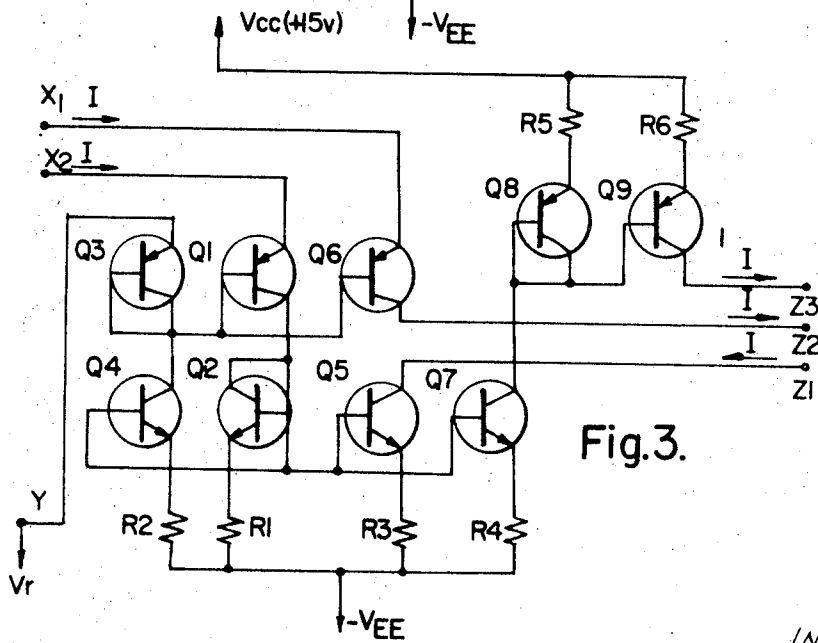 -VEE
Vcc(+15v)
X1 I
X2 I
R5 R6
Q8 Q9
Q3 Q1 Q6
I
I
Z3
I
Z2
I
Z1
Q4 Q2 Q5 Q7
Fig.3.
Y
R2 R1 R3 R4
Vr
-VEE